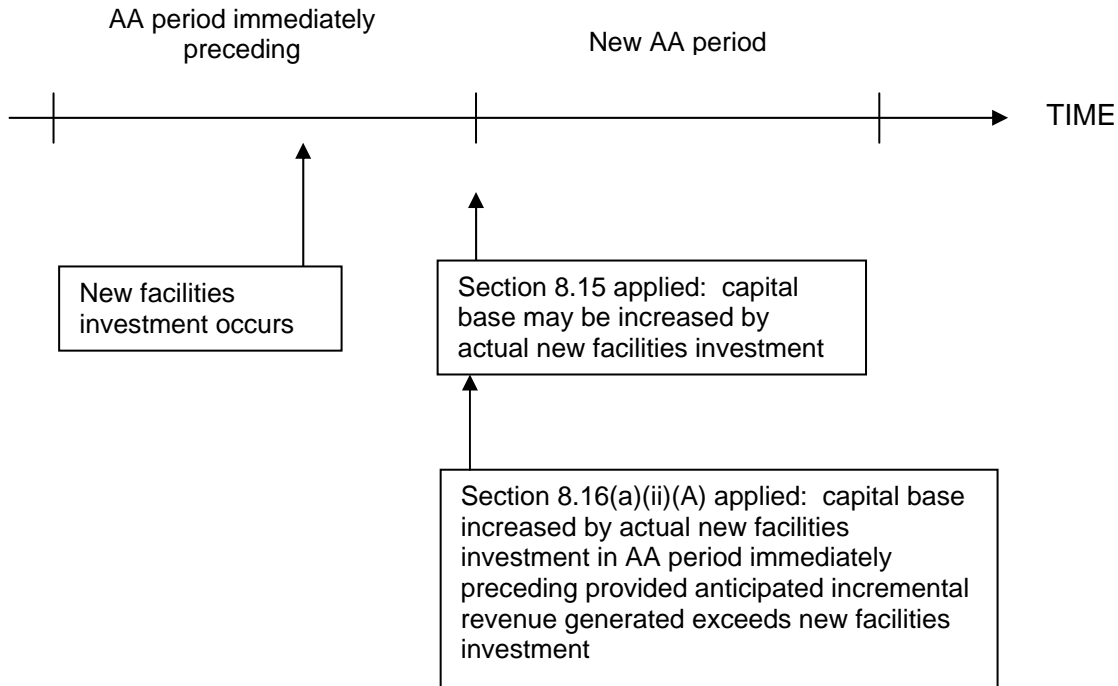 AA period immediately
preceding
New AA period
TIME
New facilities
investment occurs
Section 8.15 applied: capital
base may be increased by
actual new facilities investment
Section 8.16(a)(ii)(A) applied: capital base
increased by actual new facilities
investment in AA period immediately
preceding provided anticipated incremental
revenue generated exceeds new facilities
investment